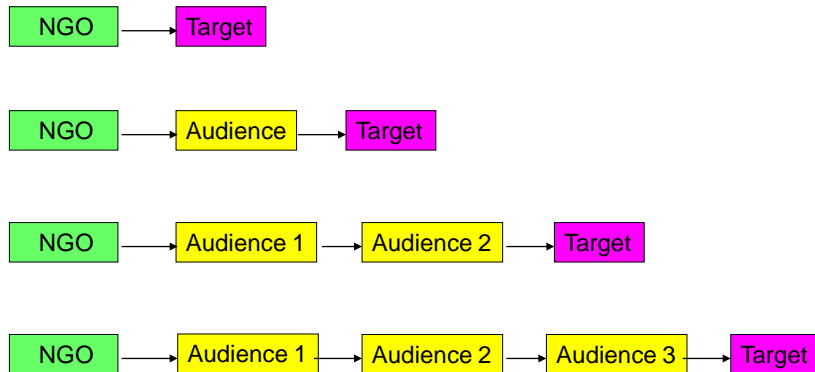 NGO Target
NGO Audience Target
NGO Audience 1 Audience 2 Target
NGO Audience 1 Audience 2 Audience 3 Target